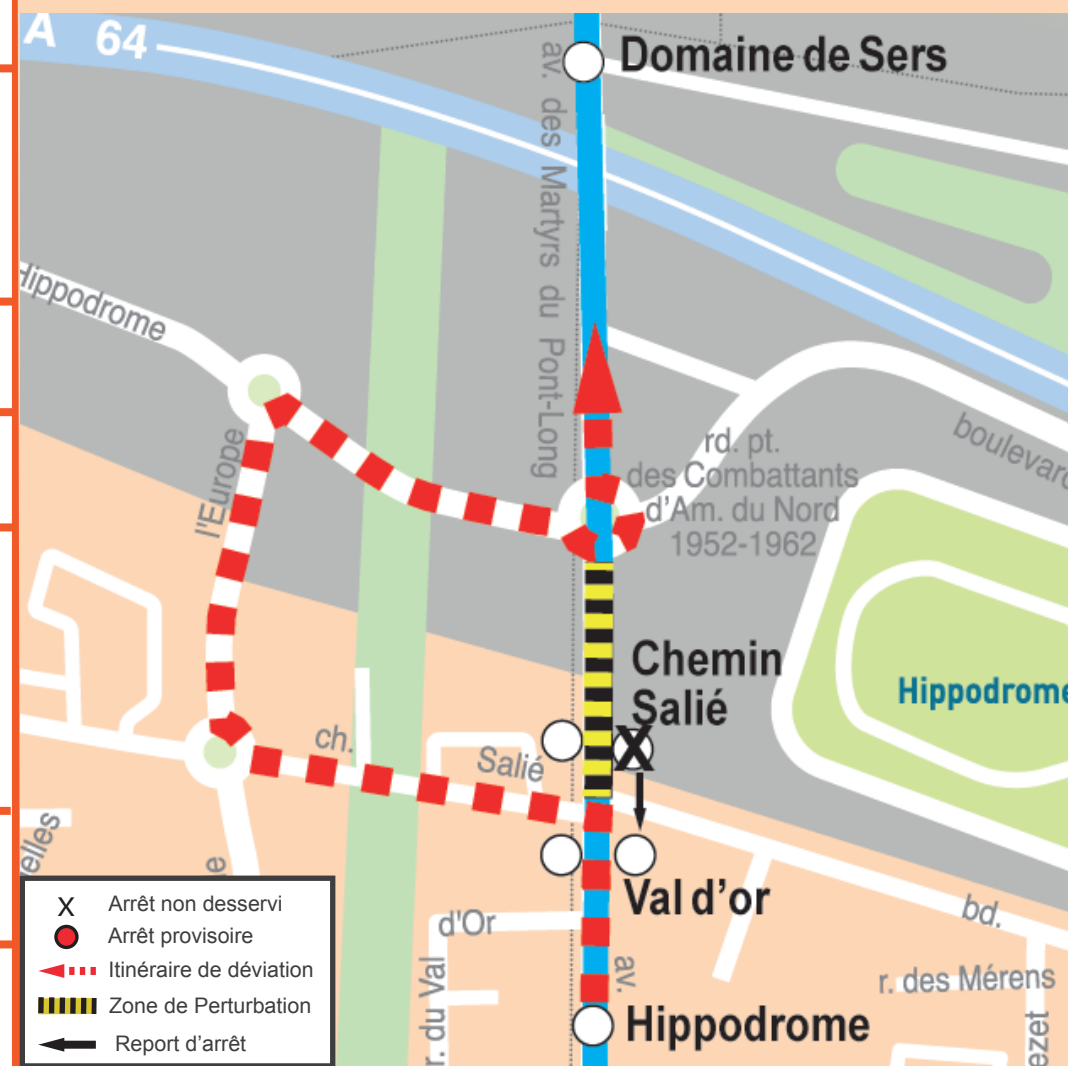 A 64
Domaine de Sers
av. des Martyrs du Pont-Long
Hippodrome
l'Europe
rd. pt.
des Combattants
d'Am. du Nord
1952-1962
boulevard
Chemin
Salié
X
Hippodrome
ch.
Salié
Val d'or
d'Or
r. du Val
av.
bd.
r. des Mérens
Hippodrome
X Arrêt non desservi
Arrêt provisoire
Itinéraire de déviation
Zone de Perturbation
Report d'arrêt